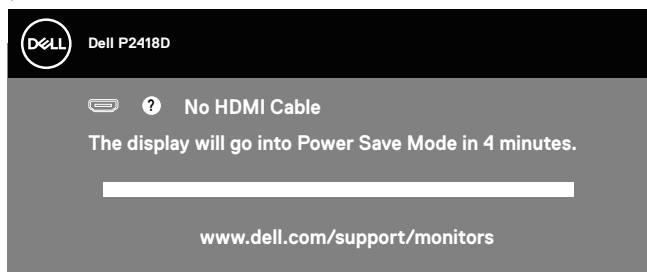 DELL
Dell P2418D
? No HDMI Cable
The display will go into Power Save Mode in 4 minutes.
www.dell.com/support/monitors